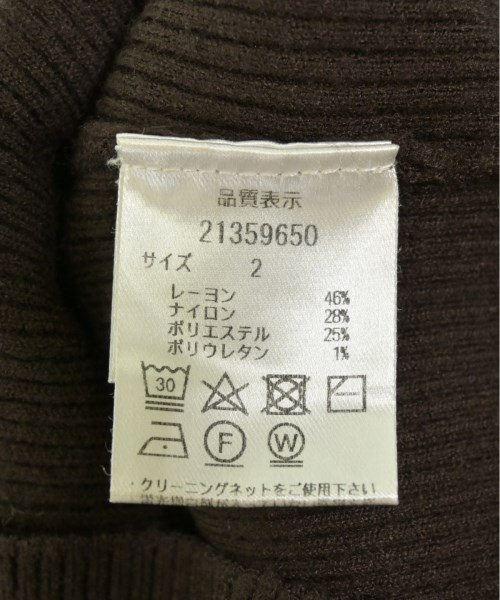 品質表示
21359650
サイズ 2
レーヨン 46%
ナイロン 28%
ポリエステル 25%
ポリウレタン 1%
30
F W
・クリーニングネットをご使用下さい